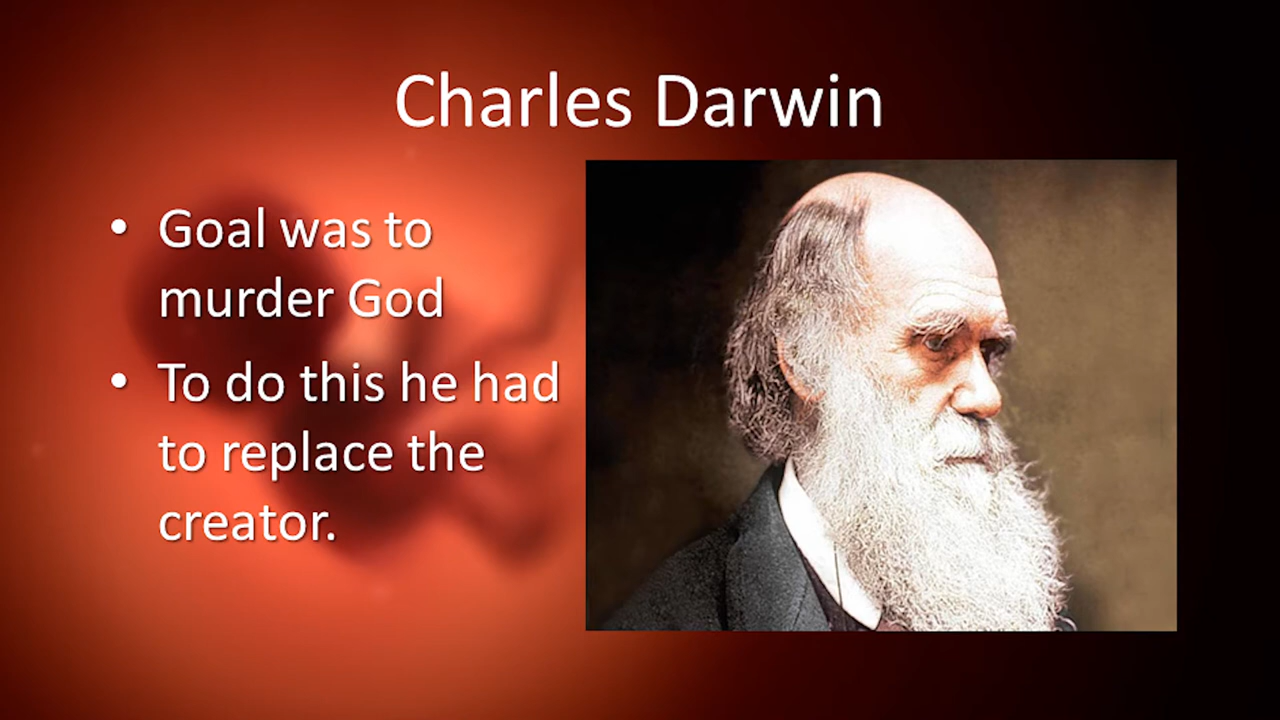 Charles Darwin
• Goal was to
murder God
• To do this he had
to replace the
creator.